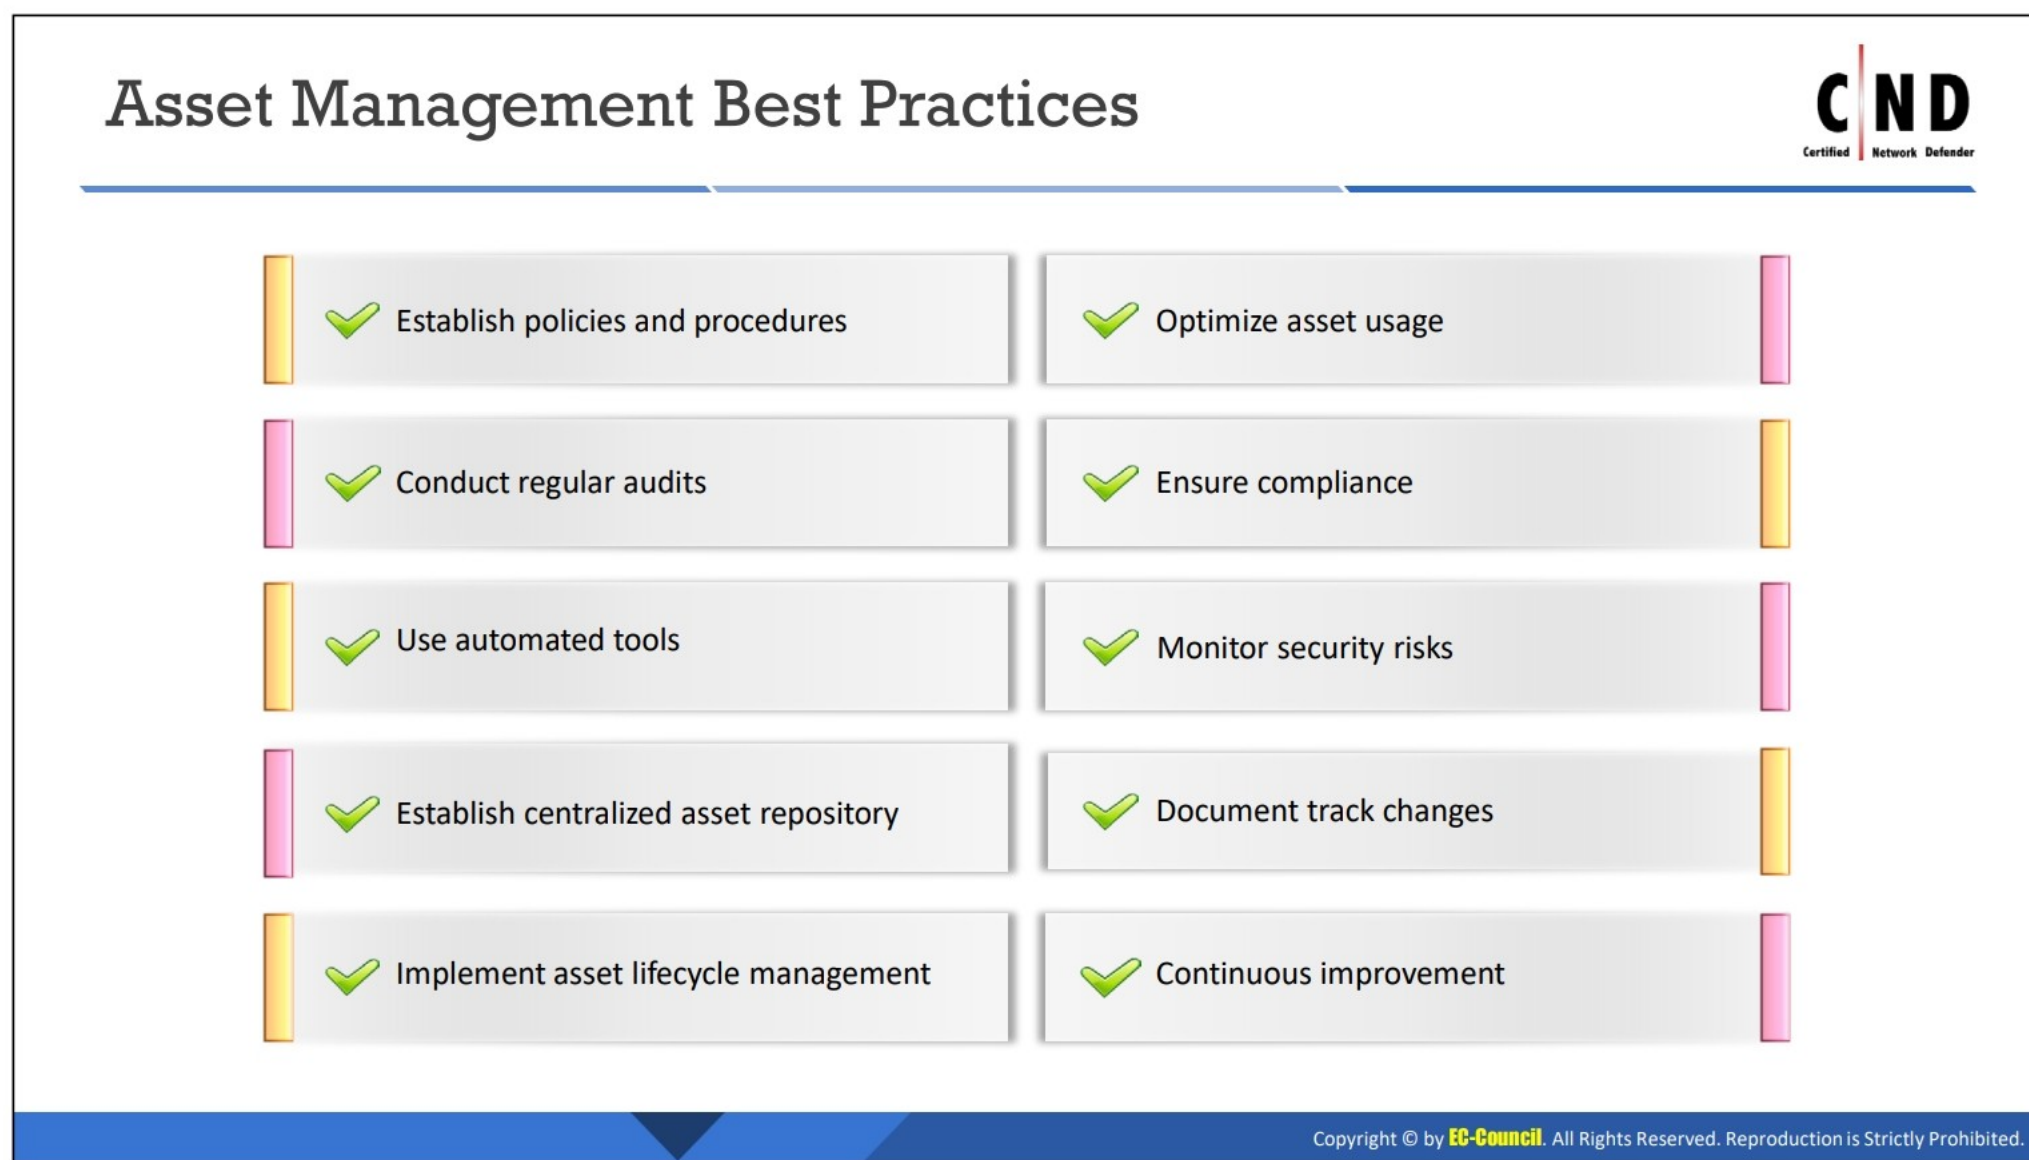 Asset Management Best Practices
C ND
Certified Network Defender
Establish policies and procedures
Optimize asset usage
Conduct regular audits
Ensure compliance
Use automated tools
Monitor security risks
Establish centralized asset repository
Document track changes
Implement asset lifecycle management
Continuous improvement
Copyright © by EC-Council. All Rights Reserved. Reproduction is Strictly Prohibited.